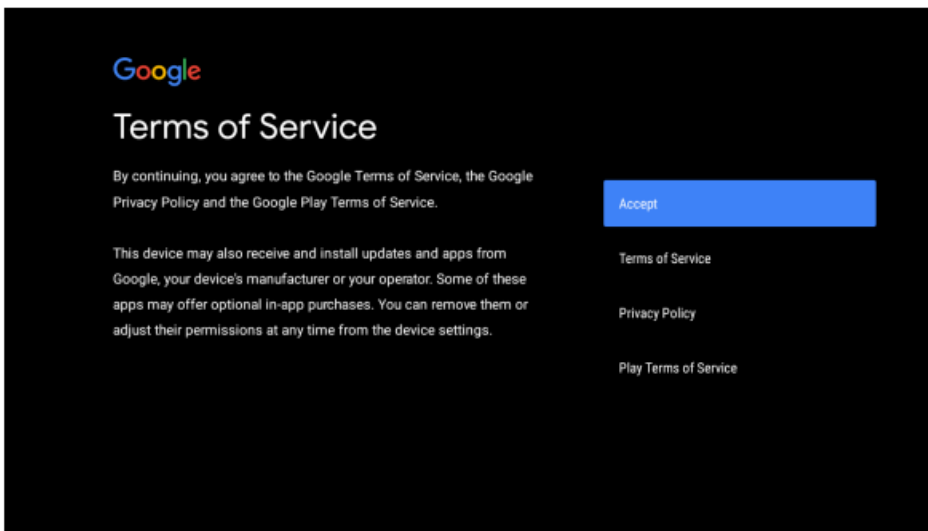 Google
Terms of Service
By continuing, you agree to the Google Terms of Service, the Google
Privacy Policy and the Google Play Terms of Service.
This device may also receive and install updates and apps from
Google, your device's manufacturer or your operator. Some of these
apps may offer optional in-app purchases. You can remove them or
adjust their permissions at any time from the device settings.
Accept
Terms of Service
Privacy Policy
Play Terms of Service